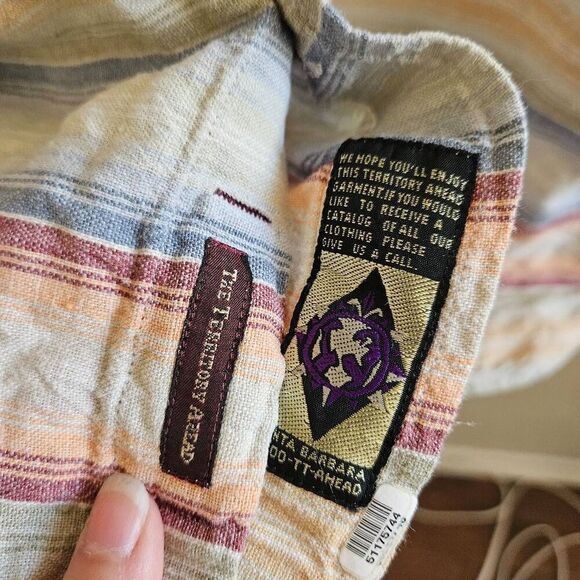 WE HOPE YOU'LL ENJOY
THIS TERRITORY AHEAD
GARMENT. IF YOU WOULD
LIKE TO RECEIVE A
CATALOG OF ALL OUR
CLOTHING PLEASE
GIVE US A CALL.
BARBARA
00-TT-AHEAD
THE TERRITORY AHEAD
51175744